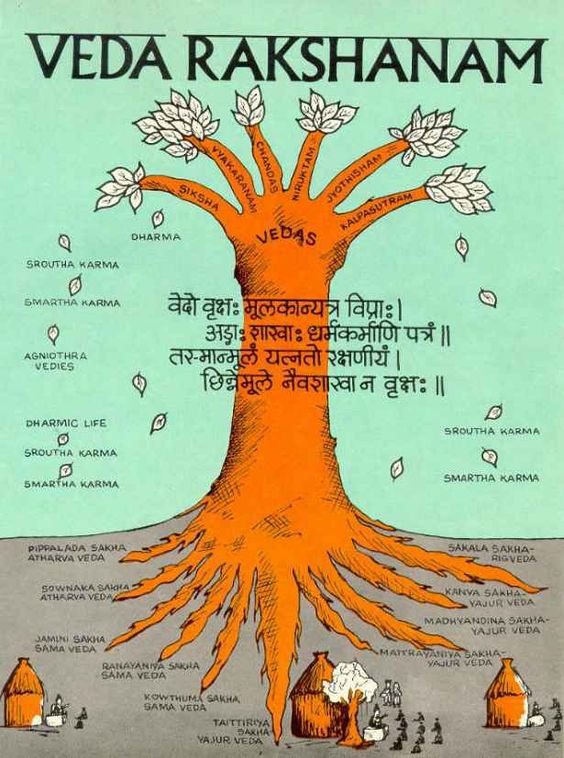 VEDA RAKSHANAM
SIKSHA
VYAKARANAM
CHANDAS
NIRUKTAM
JYOTHISHAM
KALPASUTRAM
VEDAS
DHARMA
SROUTHA KARMA
SMARTHA KARMA
AGNIOTHRA
VEDIES
वेदो वृक्षः मूलकान्यत्र विप्राः |
शाखाः धर्मकर्माणि पत्रं ||
तस्मान्मूलं यत्नतो रक्षणीयं |
छिन्नेमूले नैवशाखा न वृक्षः ||
DHARMIC LIFE
SROUTHA KARMA
SMARTHA KARMA
SROUTHA KARMA
SMARTHA KARMA
PIPPALADA SAKHA
ATHARVA VEDA
SOWNAKA SAKHA
ATHARVA VEDA
JAMINI SAKHA
SAMA VEDA
RANAYANIYA SAKHA
SAMA VEDA
KOWTHUMA SAKHA
SAMA VEDA
TAITTIRIYA
SAKHA
YAJUR VEDA
SAKALA SAKHA-
RIGVEDA
KANVA SAKHA-
YAJUR VEDA
MADHYANDINA SAKHA-
YAJUR VEDA
MAITRAYANIYA SAKHA-
YAJUR VEDA